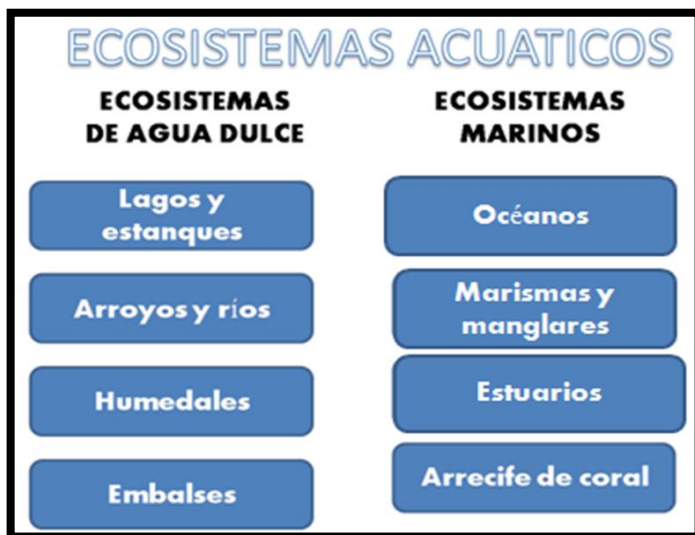 ECOSISTEMAS ACUATICOS
ECOSISTEMAS
DE AGUA DULCE
Lagos y
estanques
Arroyos y ríos
Humedales
Embalses
ECOSISTEMAS
MARINOS
Océanos
Marismas y
manglares
Estuarios
Arrecife de coral